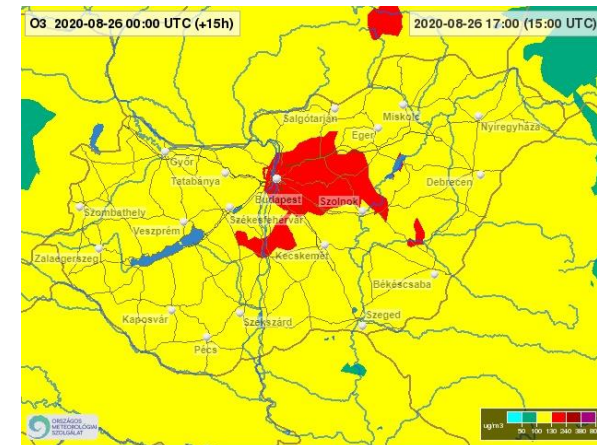 O3 2020-08-26 00:00 UTC (+15h)
2020-08-26 17:00 (15:00 UTC)
Salgótarján
Miskolc
Eger
Nyíregyháza
Győr
Tatabánya
Debrecen
Budapest
Szolnok
Szombathely
Székesfehérvár
Veszprém
Zalaegerszeg
Kecskemét
Békéscsaba
Kaposvár
Szekszárd
Szeged
Pécs
ORSZÁGOS
METEOROLÓGIAI
SZOLGÁLAT
ug/m3
50 100 130 240 360